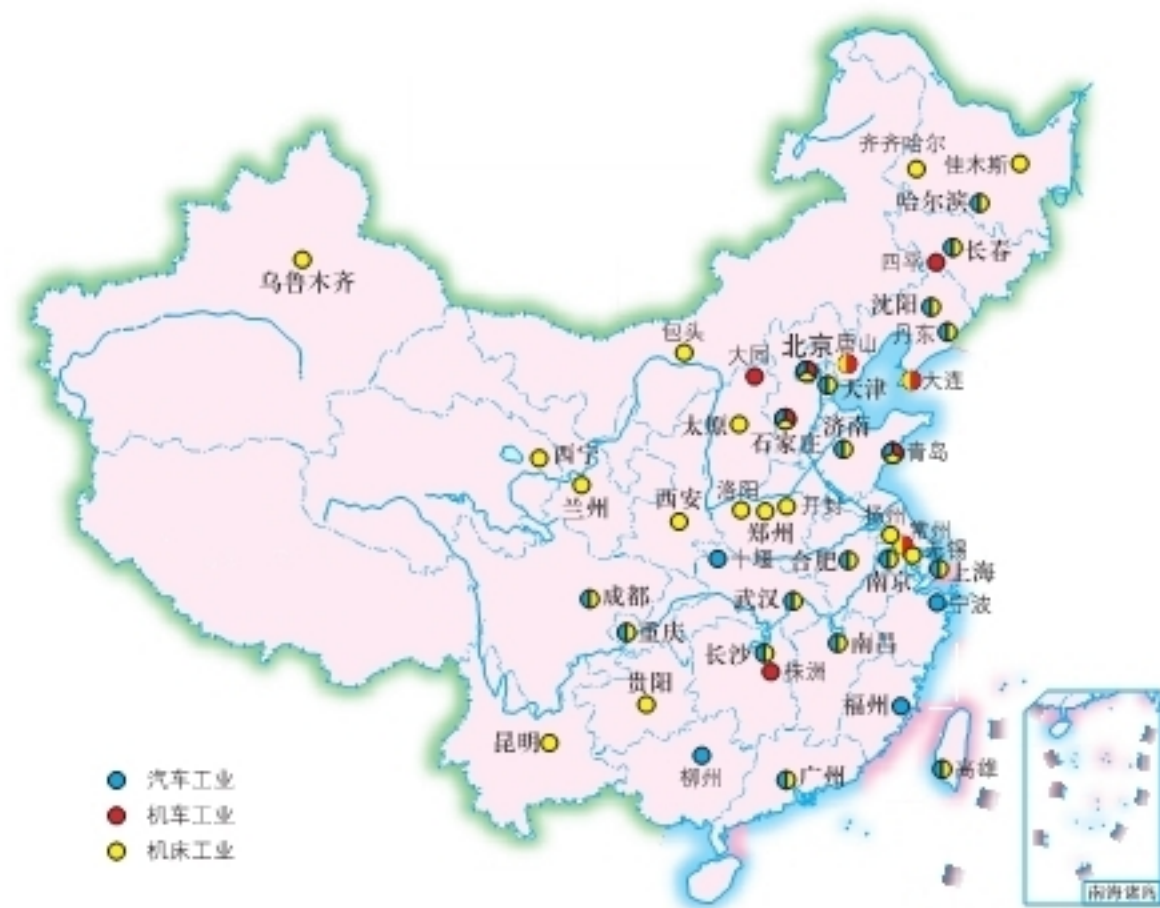 齐齐哈尔
佳木斯
哈尔滨
长春
四平
乌鲁木齐
沈阳
丹东
包头
大同
北京
唐山
天津
大连
太原
石家庄
济南
青岛
西宁
兰州
西安
洛阳
郑州
开封
扬州
常州
无锡
十堰
合肥
南京
上海
宁波
成都
武汉
重庆
长沙
南昌
株洲
贵阳
福州
昆明
柳州
广州
高雄
汽车工业
机车工业
机床工业
南海诸岛